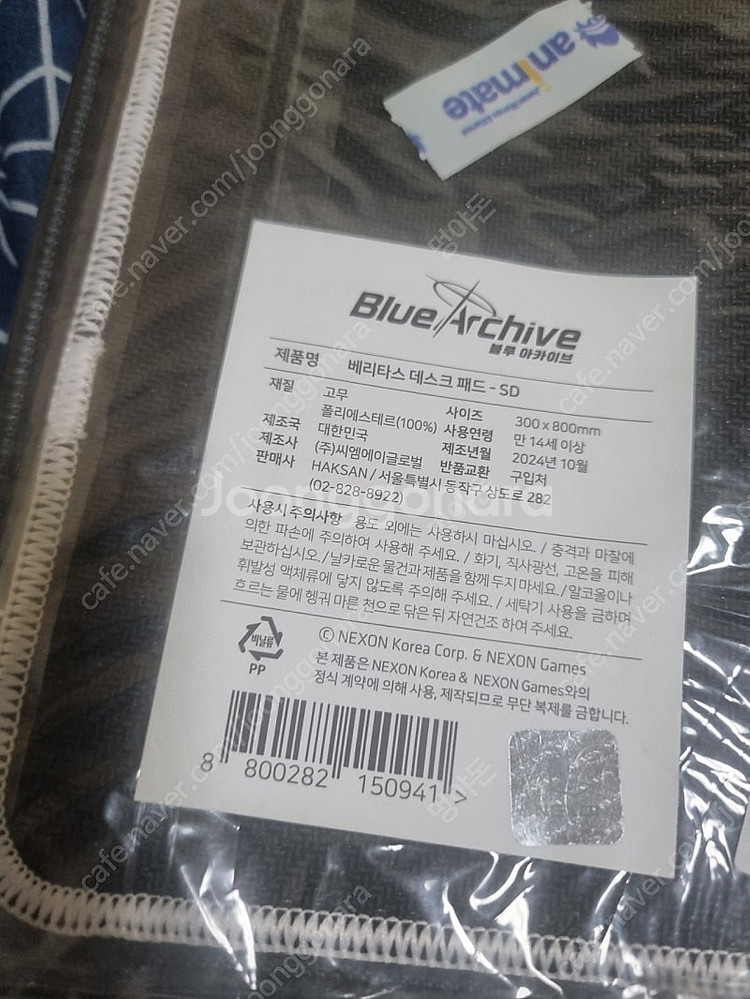 animate
Blue Archive
블루 아카이브
제품명 베리타스 데스크 패드 - SD
재질 고무
폴리에스테르(100%)
사이즈 300 x 800mm
사용연령 만 14세 이상
제조국 대한민국
제조년월 2024년 10월
제조사 (주)씨엠에이글로벌
반품교환 구입처
판매사 HAKSAN / 서울특별시 동작구 상도로 282
(02-828-8922)
사용시 주의사항 용도 외에는 사용하지 마십시오. / 충격과 마찰에
의한 파손에 주의하여 사용해 주세요. / 화기, 직사광선, 고온을 피해
보관하십시오. / 날카로운 물건과 제품을 함께 두지 마세요. / 알코올이나
휘발성 액체류에 닿지 않도록 주의해 주세요. / 세탁기 사용을 금하며
흐르는 물에 헹궈 마른 천으로 닦은 뒤 자연건조 하여 주세요.
비닐류
PP
© NEXON Korea Corp. & NEXON Games
본 제품은 NEXON Korea & NEXON Games와의
정식 계약에 의해 사용, 제작되므로 무단 복제를 금합니다.
8 800282 150941 >
Joonggonara
cafe.naver.com/joonggonara
멍아돈